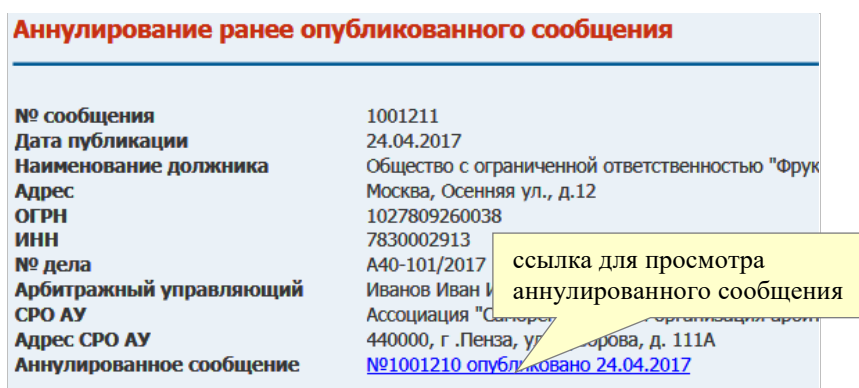 Аннулирование ранее опубликованного сообщения
№ сообщения 1001211
Дата публикации 24.04.2017
Наименование должника Общество с ограниченной ответственностью "Фрук
Адрес Москва, Осенняя ул., д.12
ОГРН 1027809260038
ИНН 7830002913
№ дела А40-101/2017
Арбитражный управляющий Иванов Иван
СРО АУ Ассоциация
Адрес СРО АУ 440000, г .Пенза, д. 111А
Аннулированное сообщение №1001210 опубликовано 24.04.2017
ссылка для просмотра
аннулированного сообщения